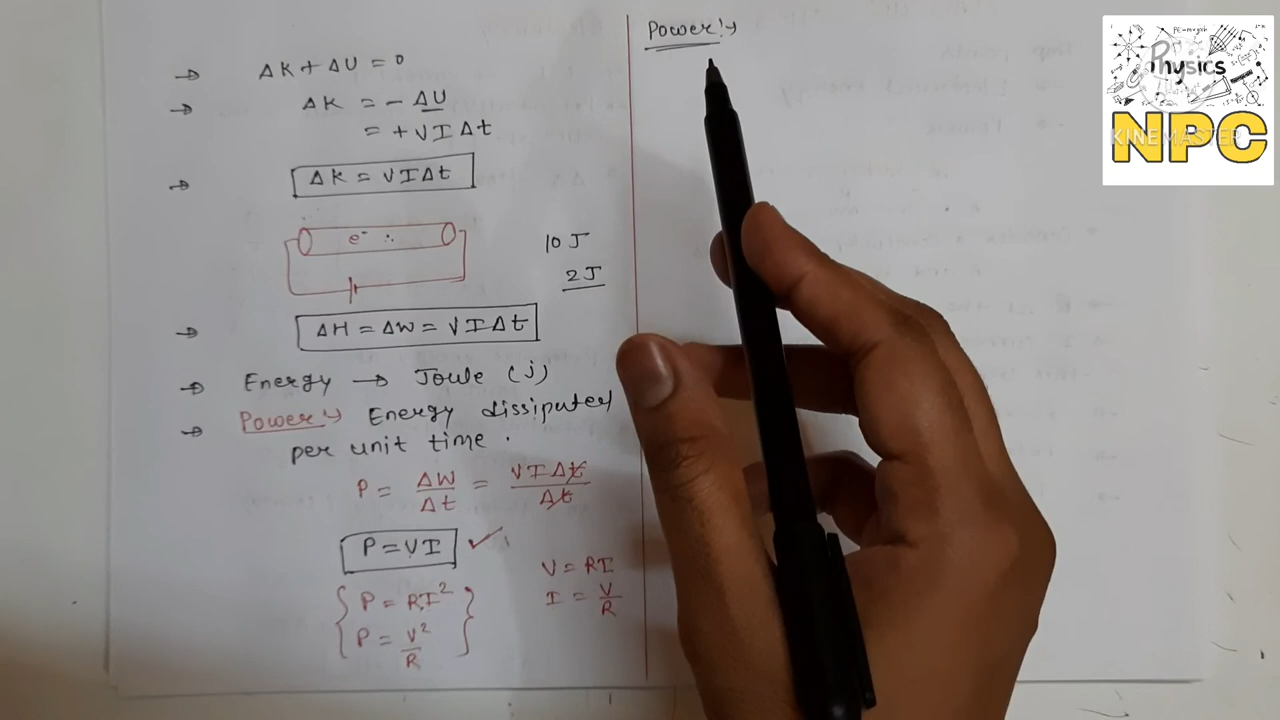 → ΔK + ΔU = 0
→ ΔK = - ΔU
= + VIΔt
→ ΔK = VIΔt
e⁻
10 J
2 J
→ ΔH = ΔW = VIΔt
→ Energy → Joule (J)
→ Power :→ Energy dissipated
per unit time .
P = ΔW/Δt = VIΔt/Δt
P = VI ✓
V = RI
{ P = RI² }
I = V/R
P = V²/R
Power :→
Physics
NPC
KINEMASTER